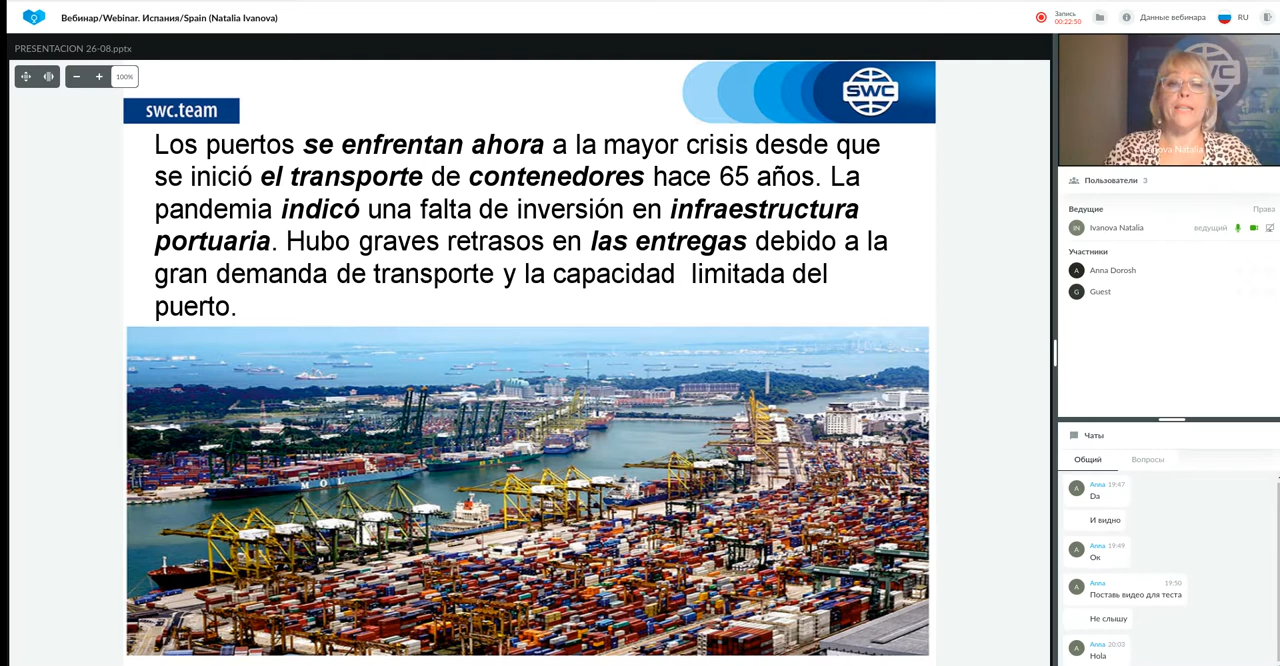 Вебинар/Webinar. Испания/Spain (Natalia Ivanova)
Запись
00:22:50
Данные вебинара
RU
PRESENTACION 26-08.pptx
100%
swc.team
SWC
Los puertos se enfrentan ahora a la mayor crisis desde que
se inició el transporte de contenedores hace 65 años. La
pandemia indicó una falta de inversión en infraestructura
portuaria. Hubo graves retrasos en las entregas debido a la
gran demanda de transporte y la capacidad limitada del
puerto.
MOL
Ivanova Natalia
Пользователи 3
Ведущие Права
IN Ivanova Natalia ведущий
Участники
A Anna Dorosh
G Guest
Чаты
Общий Вопросы
A Anna 19:47
Da
И видно
A Anna 19:49
Ок
A Anna 19:50
Поставь видео для теста
Не слышу
A Anna 20:03
Hola